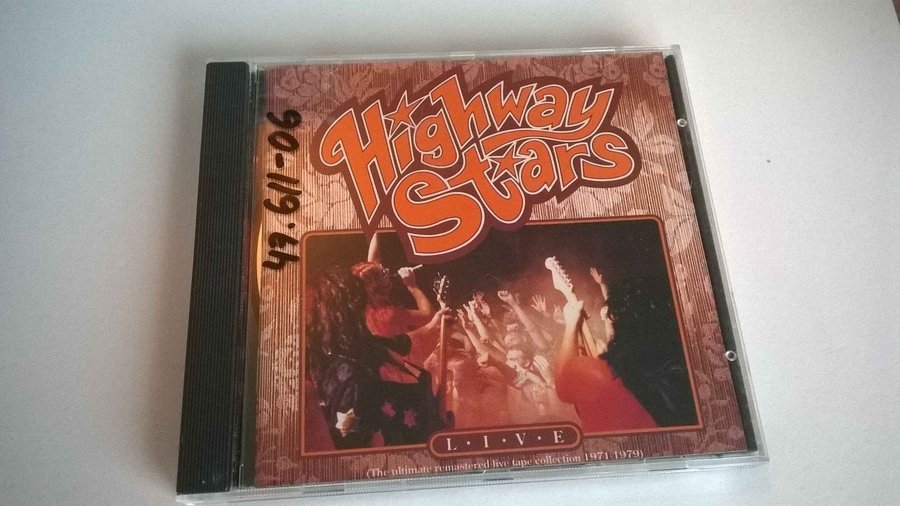 Highway
Stars
L·I·V·E
(The ultimate remastered live tape collection 1971-1979)
49.611-06